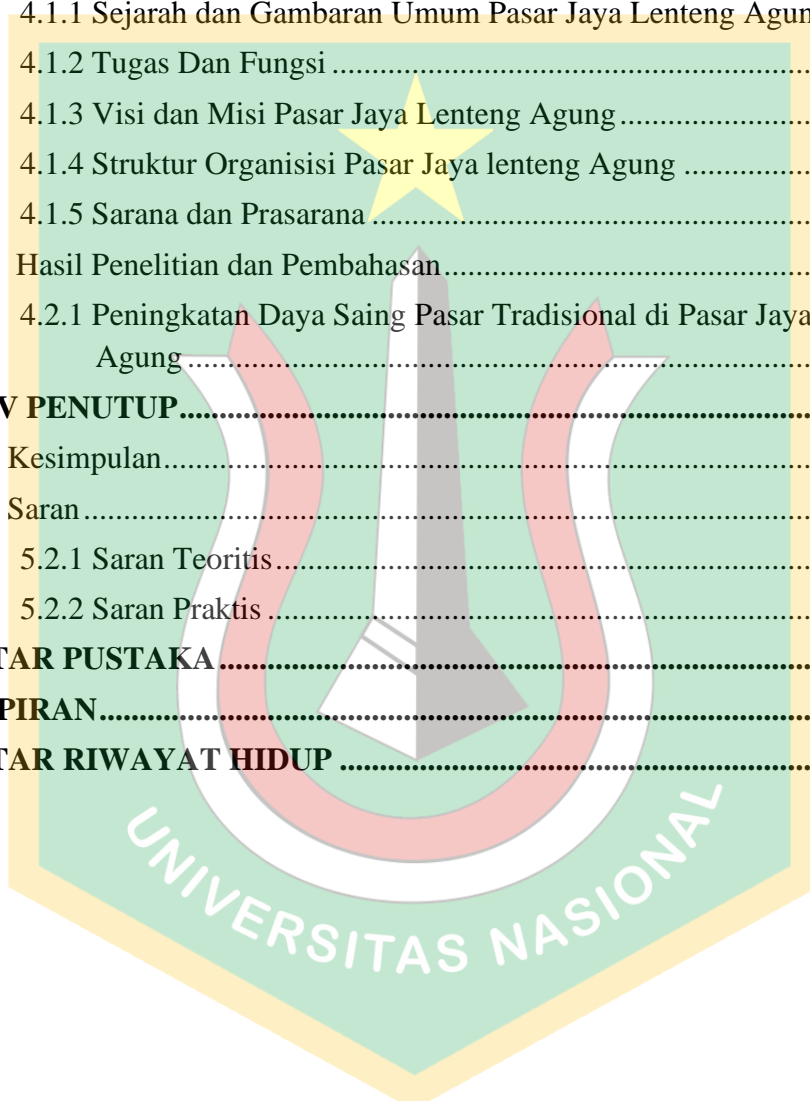 4.1.1 Sejarah dan Gambaran Umum Pasar Jaya Lenteng Agun
4.1.2 Tugas Dan Fungsi ..............................................................
4.1.3 Visi dan Misi Pasar Jaya Lenteng Agung .........................
4.1.4 Struktur Organisisi Pasar Jaya lenteng Agung .................
4.1.5 Sarana dan Prasarana ........................................................
Hasil Penelitian dan Pembahasan...............................................
4.2.1 Peningkatan Daya Saing Pasar Tradisional di Pasar Jaya
Agung................................................................................
V PENUTUP................................................................................
Kesimpulan.................................................................................
Saran ...........................................................................................
5.2.1 Saran Teoritis....................................................................
5.2.2 Saran Praktis .....................................................................
TAR PUSTAKA ..........................................................................
PIRAN.........................................................................................
TAR RIWAYAT HIDUP .............................................................
UNIVERSITAS NASIONAL